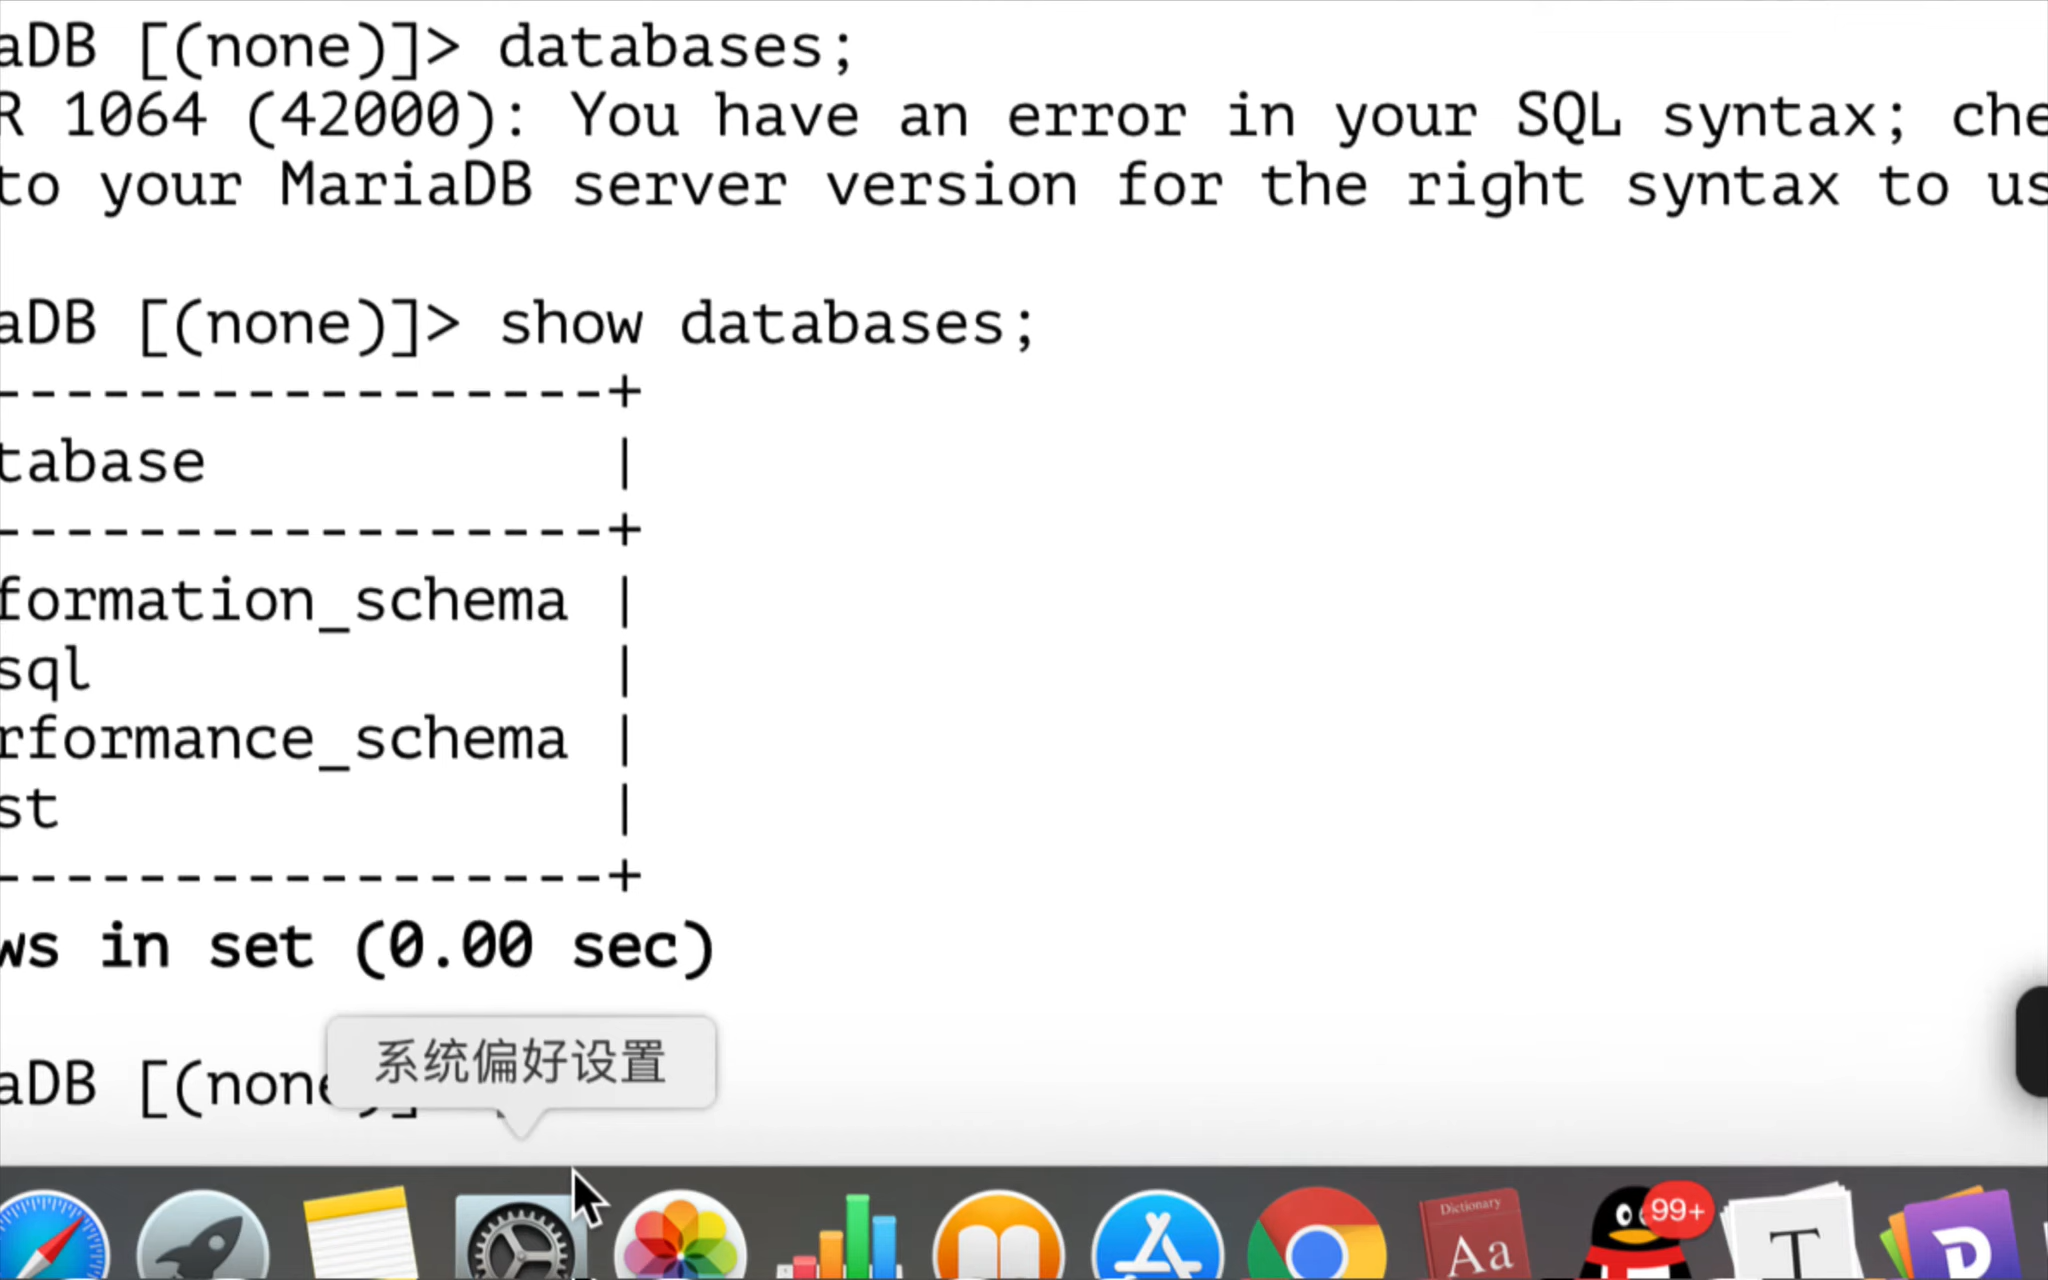 aDB [(none)]> databases;
R 1064 (42000): You have an error in your SQL syntax; che
to your MariaDB server version for the right syntax to us
aDB [(none)]> show databases;
-----------------+
tabase |
-----------------+
formation_schema |
sql |
rformance_schema |
st |
-----------------+
ws in set (0.00 sec)
系统偏好设置
aDB [(none)]
Dictionary
Aa
99+
T